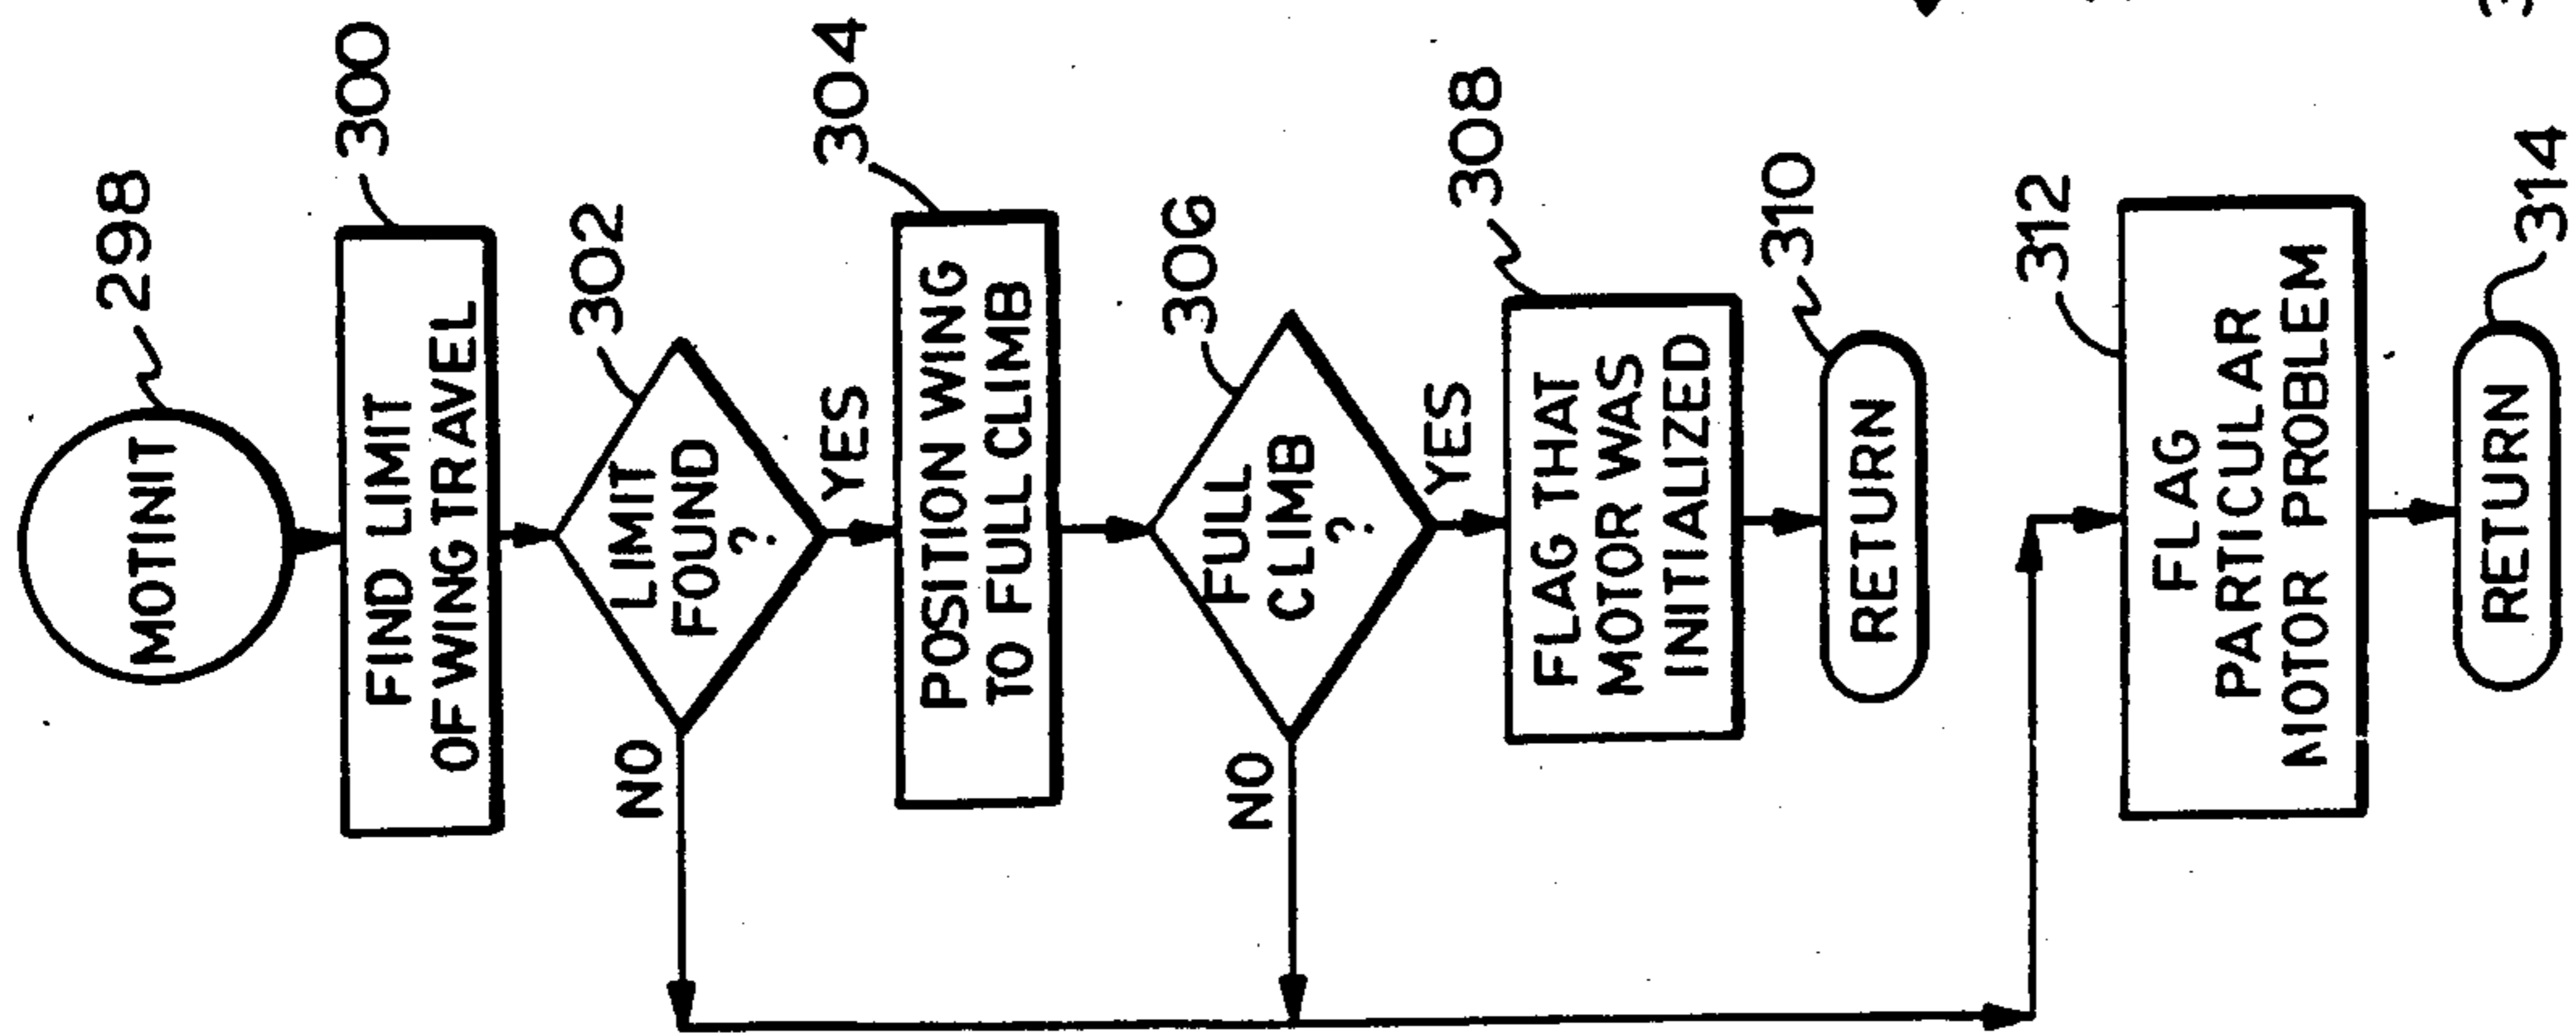 298
MOTINIT
300
FIND LIMIT
OF WING TRAVEL
302
LIMIT
FOUND
?
NO
YES
304
POSITION WING
TO FULL CLIMB
306
FULL
CLIMB
?
NO
YES
308
FLAG THAT
MOTOR WAS
INITIALIZED
310
RETURN
312
FLAG
PARTICULAR
MOTOR PROBLEM
314
RETURN